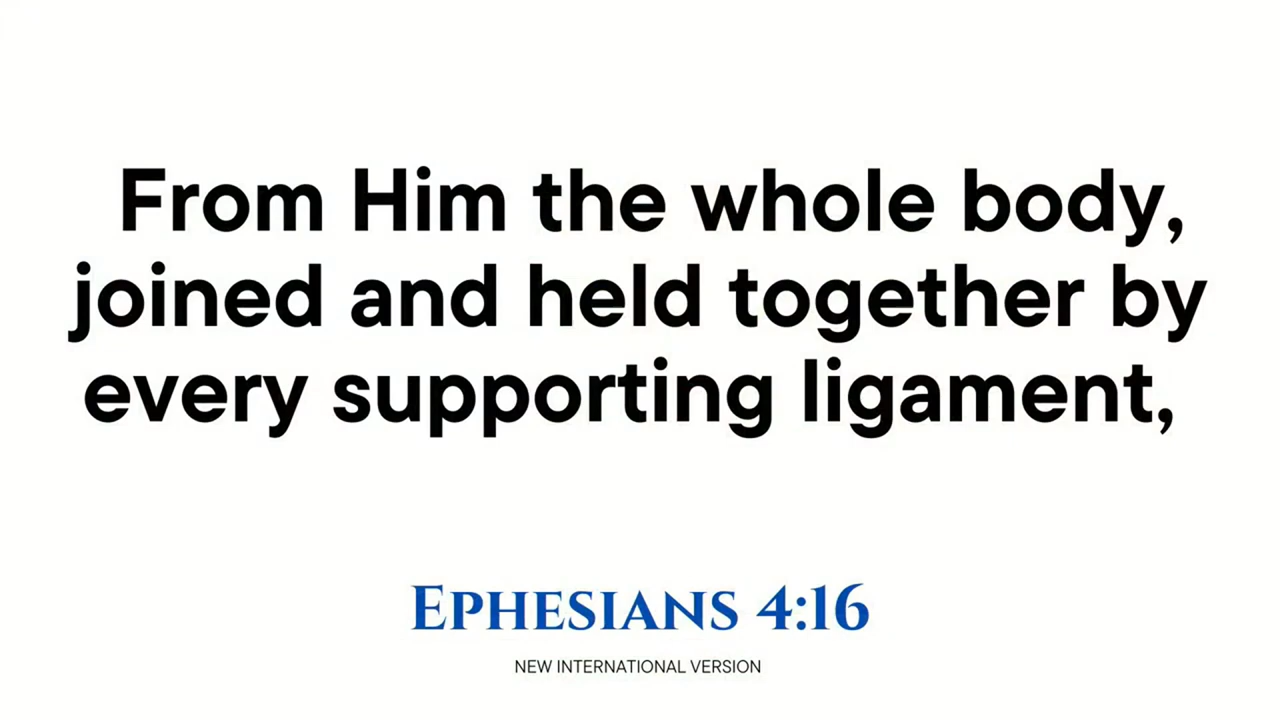 From Him the whole body,
joined and held together by
every supporting ligament,
EPHESIANS 4:16
NEW INTERNATIONAL VERSION